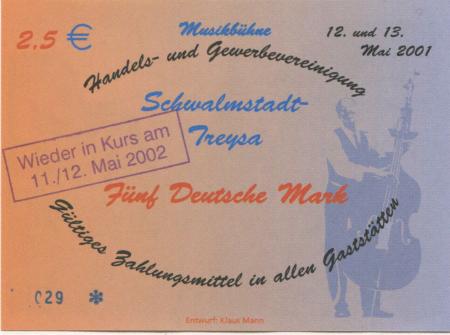 2.5 €
Musikbühne
12. und 13.
Mai 2001
Handels- und Gewerbevereinigung
Schwalmstadt-
Treysa
Wieder in Kurs am
11./12. Mai 2002
Fünf Deutsche Mark
Gültiges Zahlungsmittel in allen Gaststätten
029 *
Entwurf: Klaus Mann